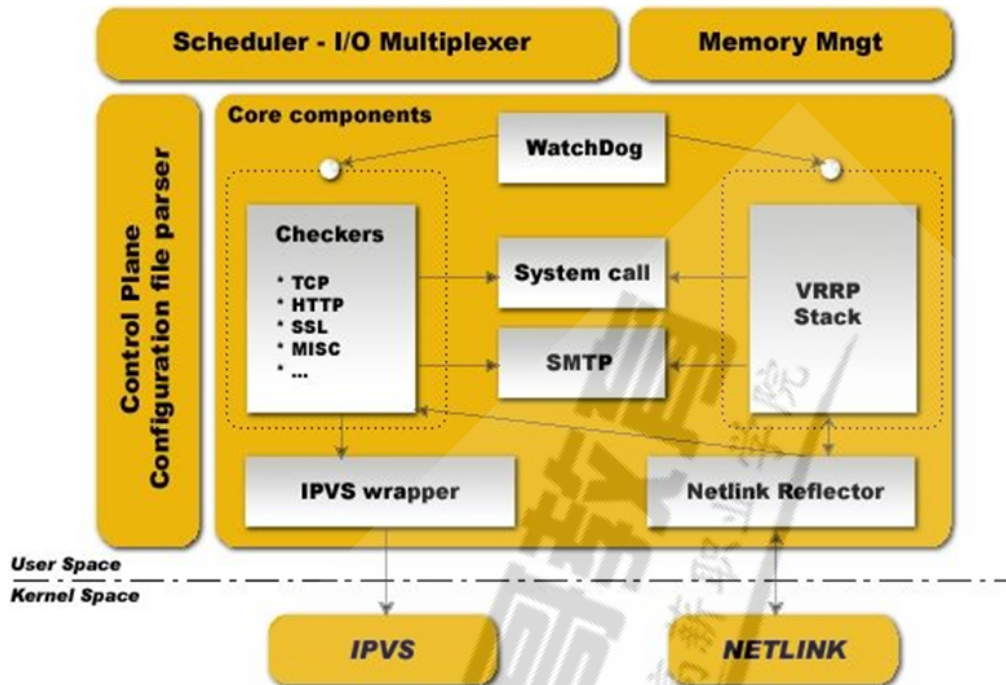 Scheduler - I/O Multiplexer
Memory Mngt
Control Plane
Configuration file parser
Core components
WatchDog
Checkers
* TCP
* HTTP
* SSL
* MISC
* ...
System call
SMTP
VRRP
Stack
IPVS wrapper
Netlink Reflector
User Space
Kernel Space
IPVS
NETLINK